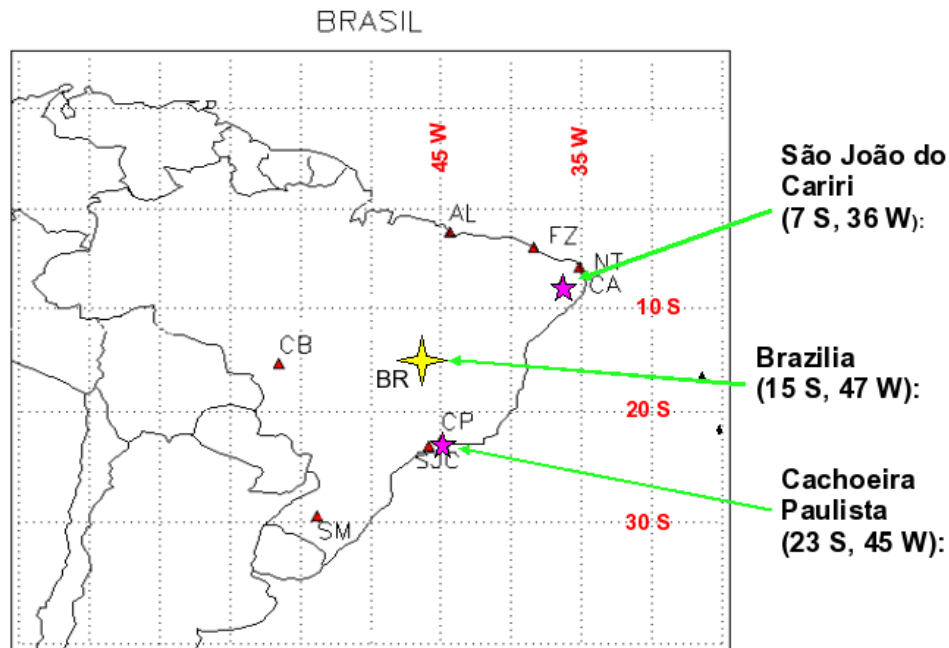 BRASIL
45 W
35 W
São João do
Cariri
(7 S, 36 W):
AL
FZ
NT
CA
10 S
CB
Brazilia
(15 S, 47 W):
BR
20 S
CP
SJC
Cachoeira
Paulista
(23 S, 45 W):
SM
30 S